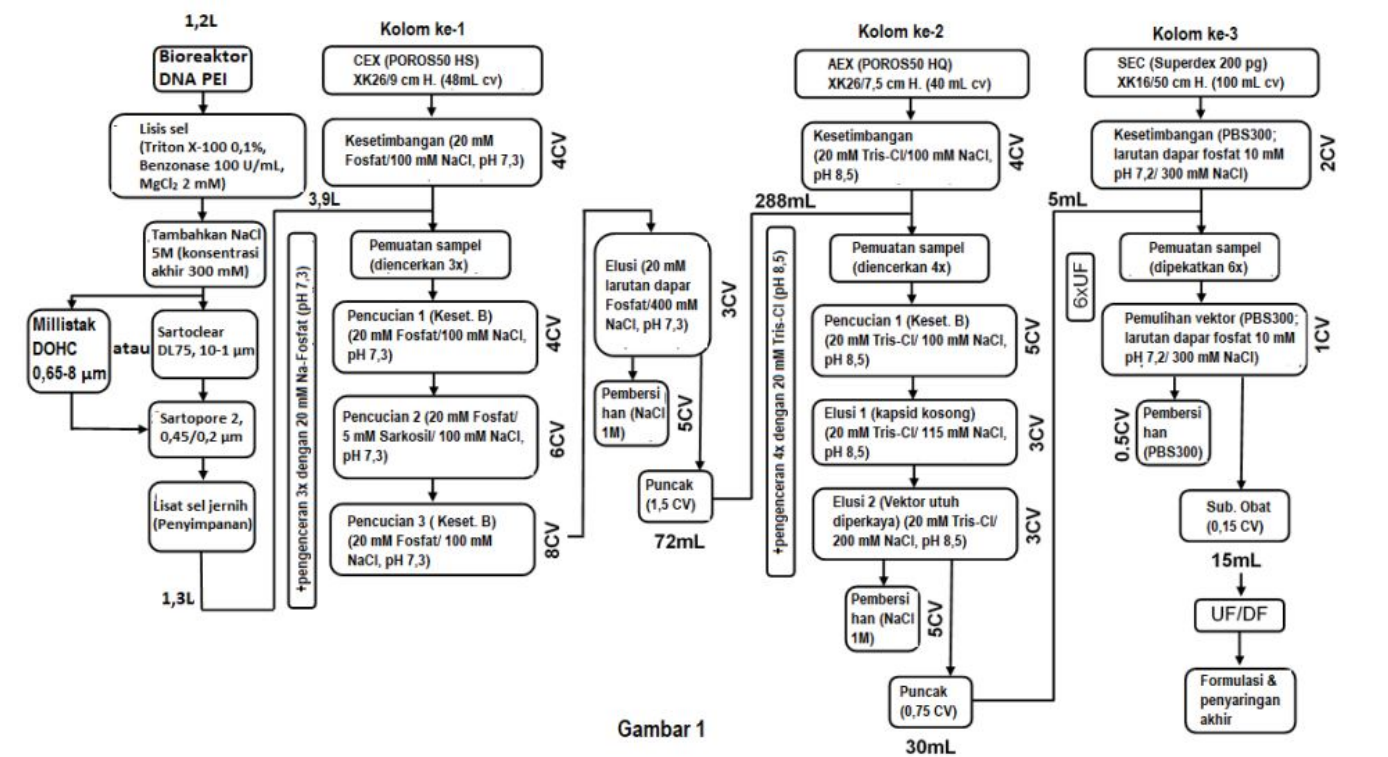 1,2L
Bioreaktor
DNA PEI
Lisis sel
(Triton X-100 0,1%,
Benzonase 100 U/mL,
MgCl₂ 2 mM)
Tambahkan NaCl
5M (konsentrasi
akhir 300 mM)
Millistak
DOHC
0,65-8 µm
atau
Sartoclear
DL75, 10-1 µm
Sartopore 2,
0,45/0,2 µm
Lisat sel jernih
(Penyimpanan)
1,3L
3,9L
+pengenceran 3x dengan 20 mM Na-Fosfat (pH 7,3)
Kolom ke-1
CEX (POROS50 HS)
XK26/9 cm H. (48mL cv)
Kesetimbangan (20 mM
Fosfat/100 mM NaCl, pH 7,3)
4CV
Pemuatan sampel
(diencerkan 3x)
Pencucian 1 (Keset. B)
(20 mM Fosfat/100 mM NaCl,
pH 7,3)
4CV
Pencucian 2 (20 mM Fosfat/
5 mM Sarkosil/ 100 mM NaCl,
pH 7,3)
6CV
Pencucian 3 ( Keset. B)
(20 mM Fosfat/ 100 mM
NaCl, pH 7,3)
8CV
Elusi (20 mM
larutan dapar
Fosfat/400 mM
NaCl, pH 7,3)
3CV
Pembersi
han (NaCl
1M)
5CV
Puncak
(1,5 CV)
72mL
288mL
+pengenceran 4x dengan 20 mM Tris-Cl (pH 8,5)
Kolom ke-2
AEX (POROS50 HQ)
XK26/7,5 cm H. (40 mL cv)
Kesetimbangan
(20 mM Tris-Cl/100 mM NaCl,
pH 8,5)
4CV
Pemuatan sampel
(diencerkan 4x)
Pencucian 1 (Keset. B)
(20 mM Tris-Cl/ 100 mM NaCl,
pH 8,5)
5CV
Elusi 1 (kapsid kosong)
(20 mM Tris-Cl/ 115 mM NaCl,
pH 8,5)
3CV
Elusi 2 (Vektor utuh
diperkaya) (20 mM Tris-Cl/
200 mM NaCl, pH 8,5)
3CV
Pembersi
han (NaCl
1M)
5CV
Puncak
(0,75 CV)
30mL
5mL
6xUF
Kolom ke-3
SEC (Superdex 200 pg)
XK16/50 cm H. (100 mL cv)
Kesetimbangan (PBS300;
larutan dapar fosfat 10 mM
pH 7,2/ 300 mM NaCl)
2CV
Pemuatan sampel
(dipekatkan 6x)
Pemulihan vektor (PBS300;
larutan dapar fosfat 10 mM
pH 7,2/ 300 mM NaCl)
1CV
0.5CV
Pembersi
han
(PBS300)
Sub. Obat
(0,15 CV)
15mL
UF/DF
Formulasi &
penyaringan
akhir
Gambar 1